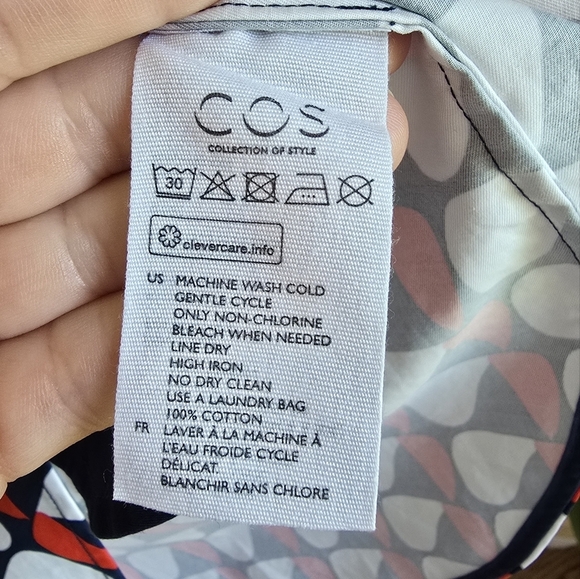 COS
COLLECTION OF STYLE
30
clevercare.info
US MACHINE WASH COLD
GENTLE CYCLE
ONLY NON-CHLORINE
BLEACH WHEN NEEDED
LINE DRY
HIGH IRON
NO DRY CLEAN
USE A LAUNDRY BAG
100% COTTON
FR LAVER À LA MACHINE À
L'EAU FROIDE CYCLE
DÉLICAT
BLANCHIR SANS CHLORE